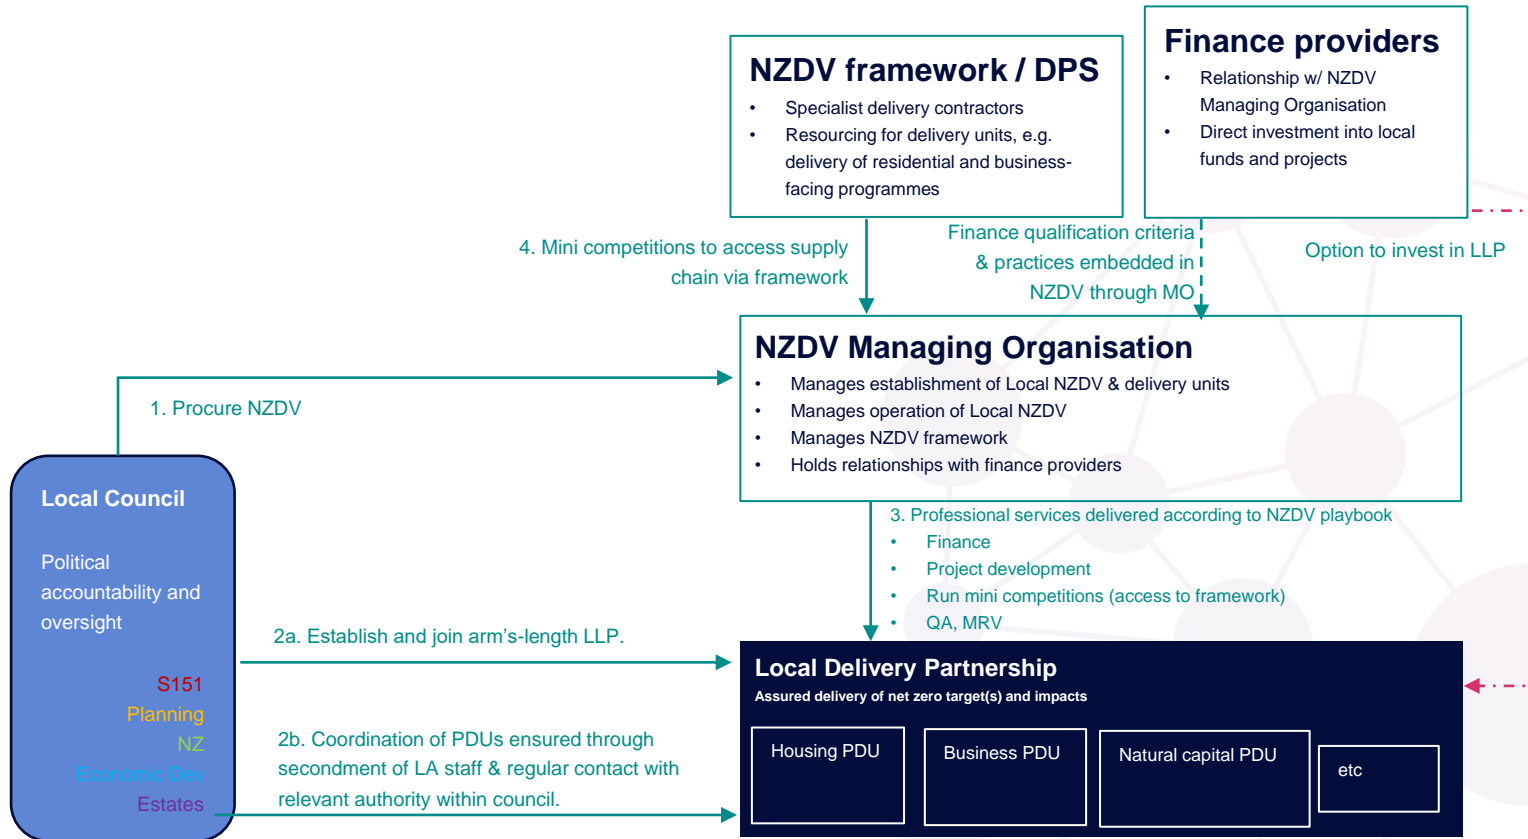 Finance providers
• Relationship w/ NZDV
Managing Organisation
• Direct investment into local
funds and projects
NZDV framework / DPS
• Specialist delivery contractors
• Resourcing for delivery units, e.g.
delivery of residential and business-
facing programmes
4. Mini competitions to access supply
chain via framework
Finance qualification criteria
& practices embedded in
NZDV through MO
Option to invest in LLP
NZDV Managing Organisation
• Manages establishment of Local NZDV & delivery units
• Manages operation of Local NZDV
• Manages NZDV framework
• Holds relationships with finance providers
1. Procure NZDV
Local Council
Political
accountability and
oversight
S151
Planning
NZ
Economic Dev
Estates
3. Professional services delivered according to NZDV playbook
• Finance
• Project development
• Run mini competitions (access to framework)
• QA, MRV
2a. Establish and join arm’s-length LLP.
2b. Coordination of PDUs ensured through
secondment of LA staff & regular contact with
relevant authority within council.
Local Delivery Partnership
Assured delivery of net zero target(s) and impacts
Housing PDU
Business PDU
Natural capital PDU
etc